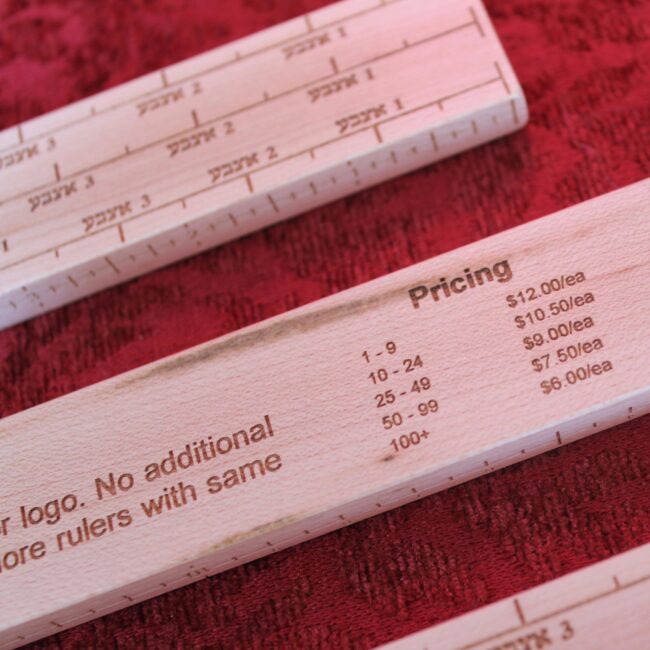 1 אצבע 2 אצבע 3 אצבע
1 אצבע 2 אצבע 3 אצבע
1 אצבע 2 אצבע 3 אצבע
Pricing
1 - 9 $12.00/ea
10 - 24 $10.50/ea
25 - 49 $9.00/ea
50 - 99 $7.50/ea
100+ $6.00/ea
or logo. No additional
more rulers with same
3 אצבע